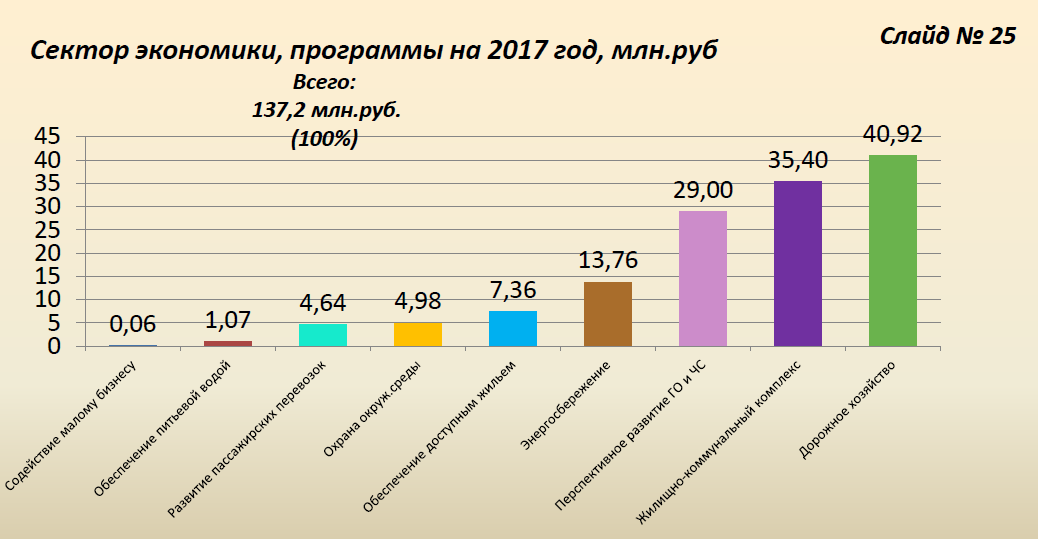 Слайд № 25
Сектор экономики, программы на 2017 год, млн.руб
Всего:
137,2 млн.руб.
(100%)
45
40
35
30
25
20
15
10
5
0
0,06
1,07
4,64
4,98
7,36
13,76
29,00
35,40
40,92
Содействие малому бизнесу
Обеспечение питьевой водой
Развитие пассажирских перевозок
Охрана окруж.среды
Обеспечение доступным жильем
Энергосбережение
Перспективное развитие ГО и ЧС
Жилищно-коммунальный комплекс
Дорожное хозяйство